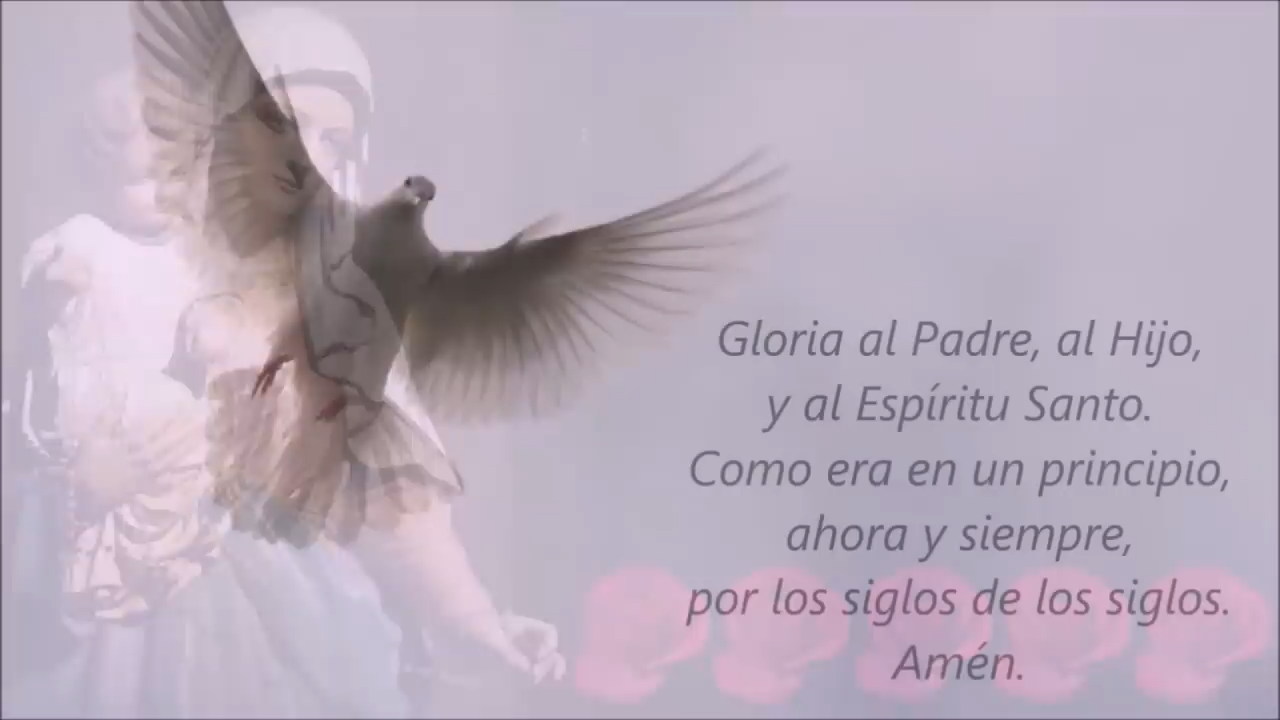 Gloria al Padre, al Hijo,
y al Espíritu Santo.
Como era en un principio,
ahora y siempre,
por los siglos de los siglos.
Amén.